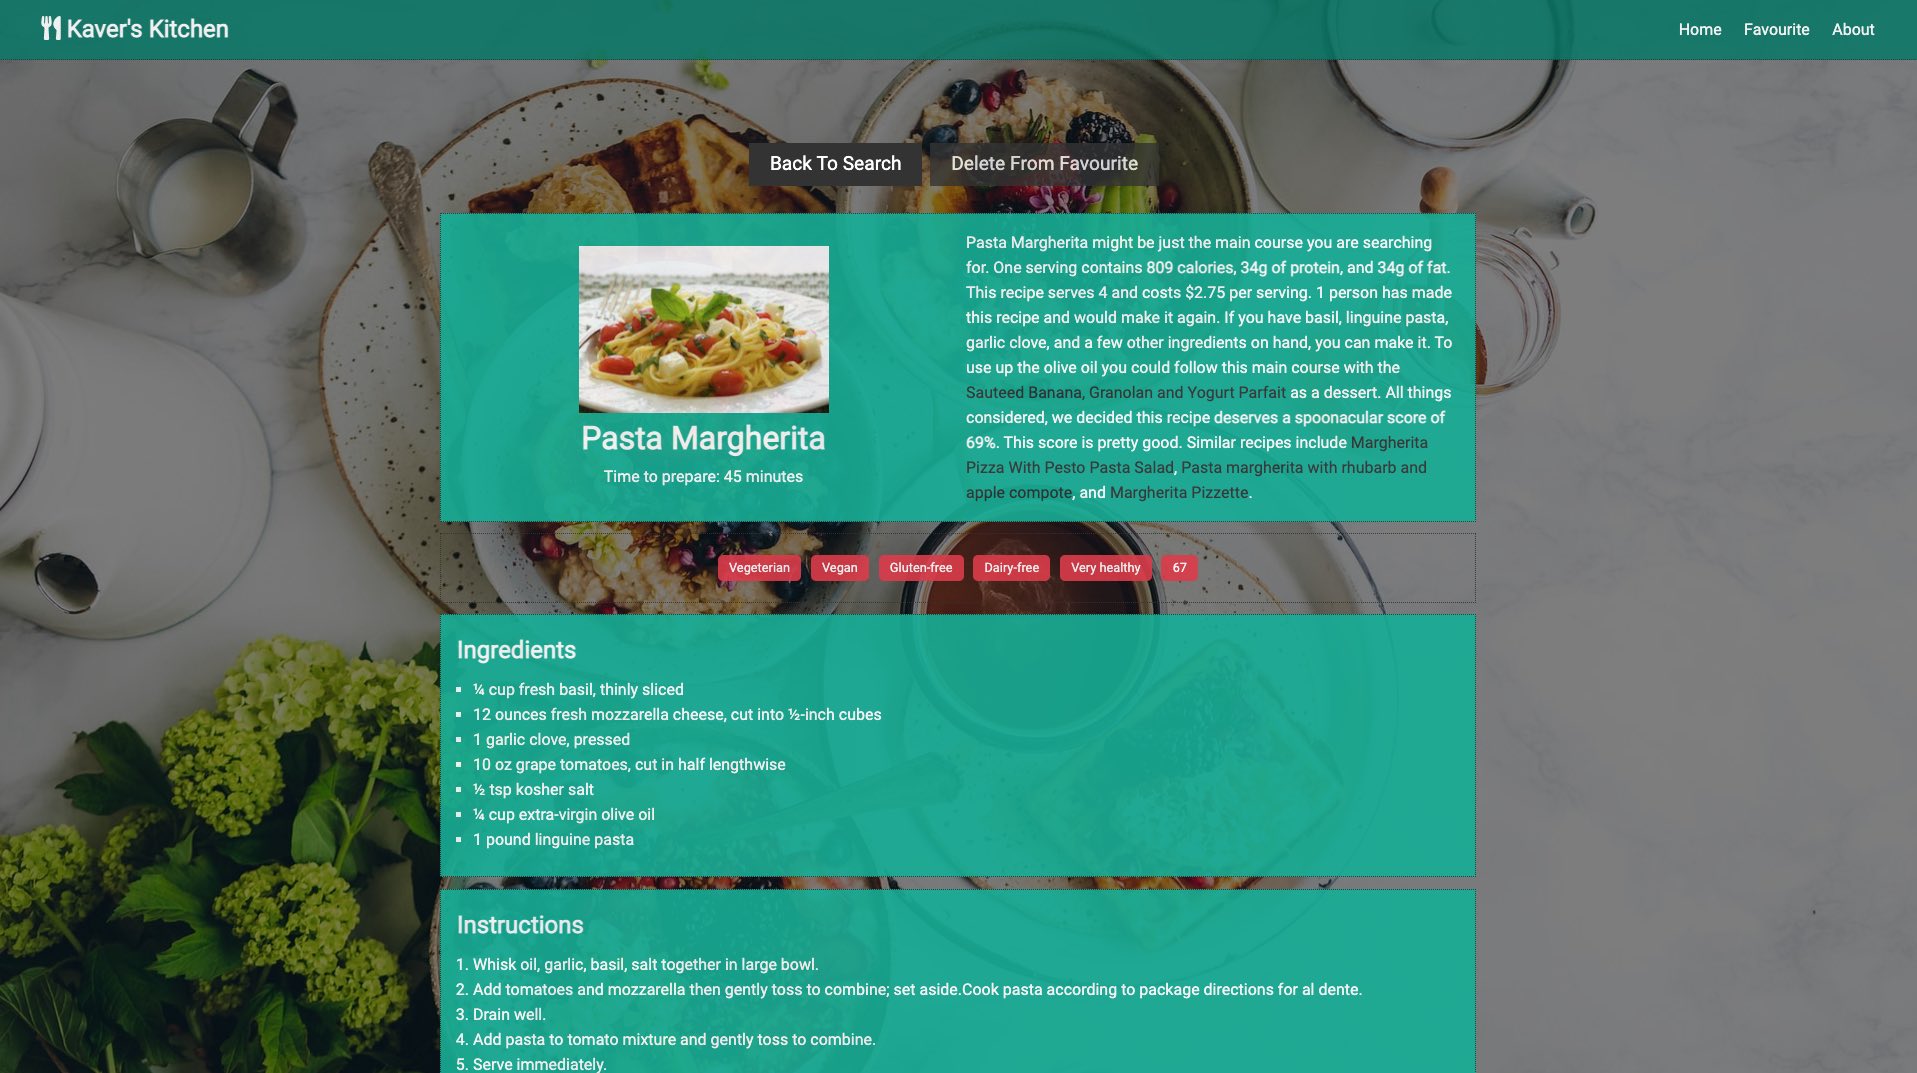 Kaver's Kitchen
Home
Favourite
About
Back To Search
Delete From Favourite
Pasta Margherita
Time to prepare: 45 minutes
Pasta Margherita might be just the main course you are searching
for. One serving contains 809 calories, 34g of protein, and 34g of fat.
This recipe serves 4 and costs $2.75 per serving. 1 person has made
this recipe and would make it again. If you have basil, linguine pasta,
garlic clove, and a few other ingredients on hand, you can make it. To
use up the olive oil you could follow this main course with the
Sauteed Banana, Granolan and Yogurt Parfait as a dessert. All things
considered, we decided this recipe deserves a spoonacular score of
69%. This score is pretty good. Similar recipes include Margherita
Pizza With Pesto Pasta Salad, Pasta margherita with rhubarb and
apple compote, and Margherita Pizzette.
Vegeterian
Vegan
Gluten-free
Dairy-free
Very healthy
67
Ingredients
¼ cup fresh basil, thinly sliced
12 ounces fresh mozzarella cheese, cut into ½-inch cubes
1 garlic clove, pressed
10 oz grape tomatoes, cut in half lengthwise
½ tsp kosher salt
¼ cup extra-virgin olive oil
1 pound linguine pasta
Instructions
1. Whisk oil, garlic, basil, salt together in large bowl.
2. Add tomatoes and mozzarella then gently toss to combine; set aside.Cook pasta according to package directions for al dente.
3. Drain well.
4. Add pasta to tomato mixture and gently toss to combine.
5. Serve immediately.